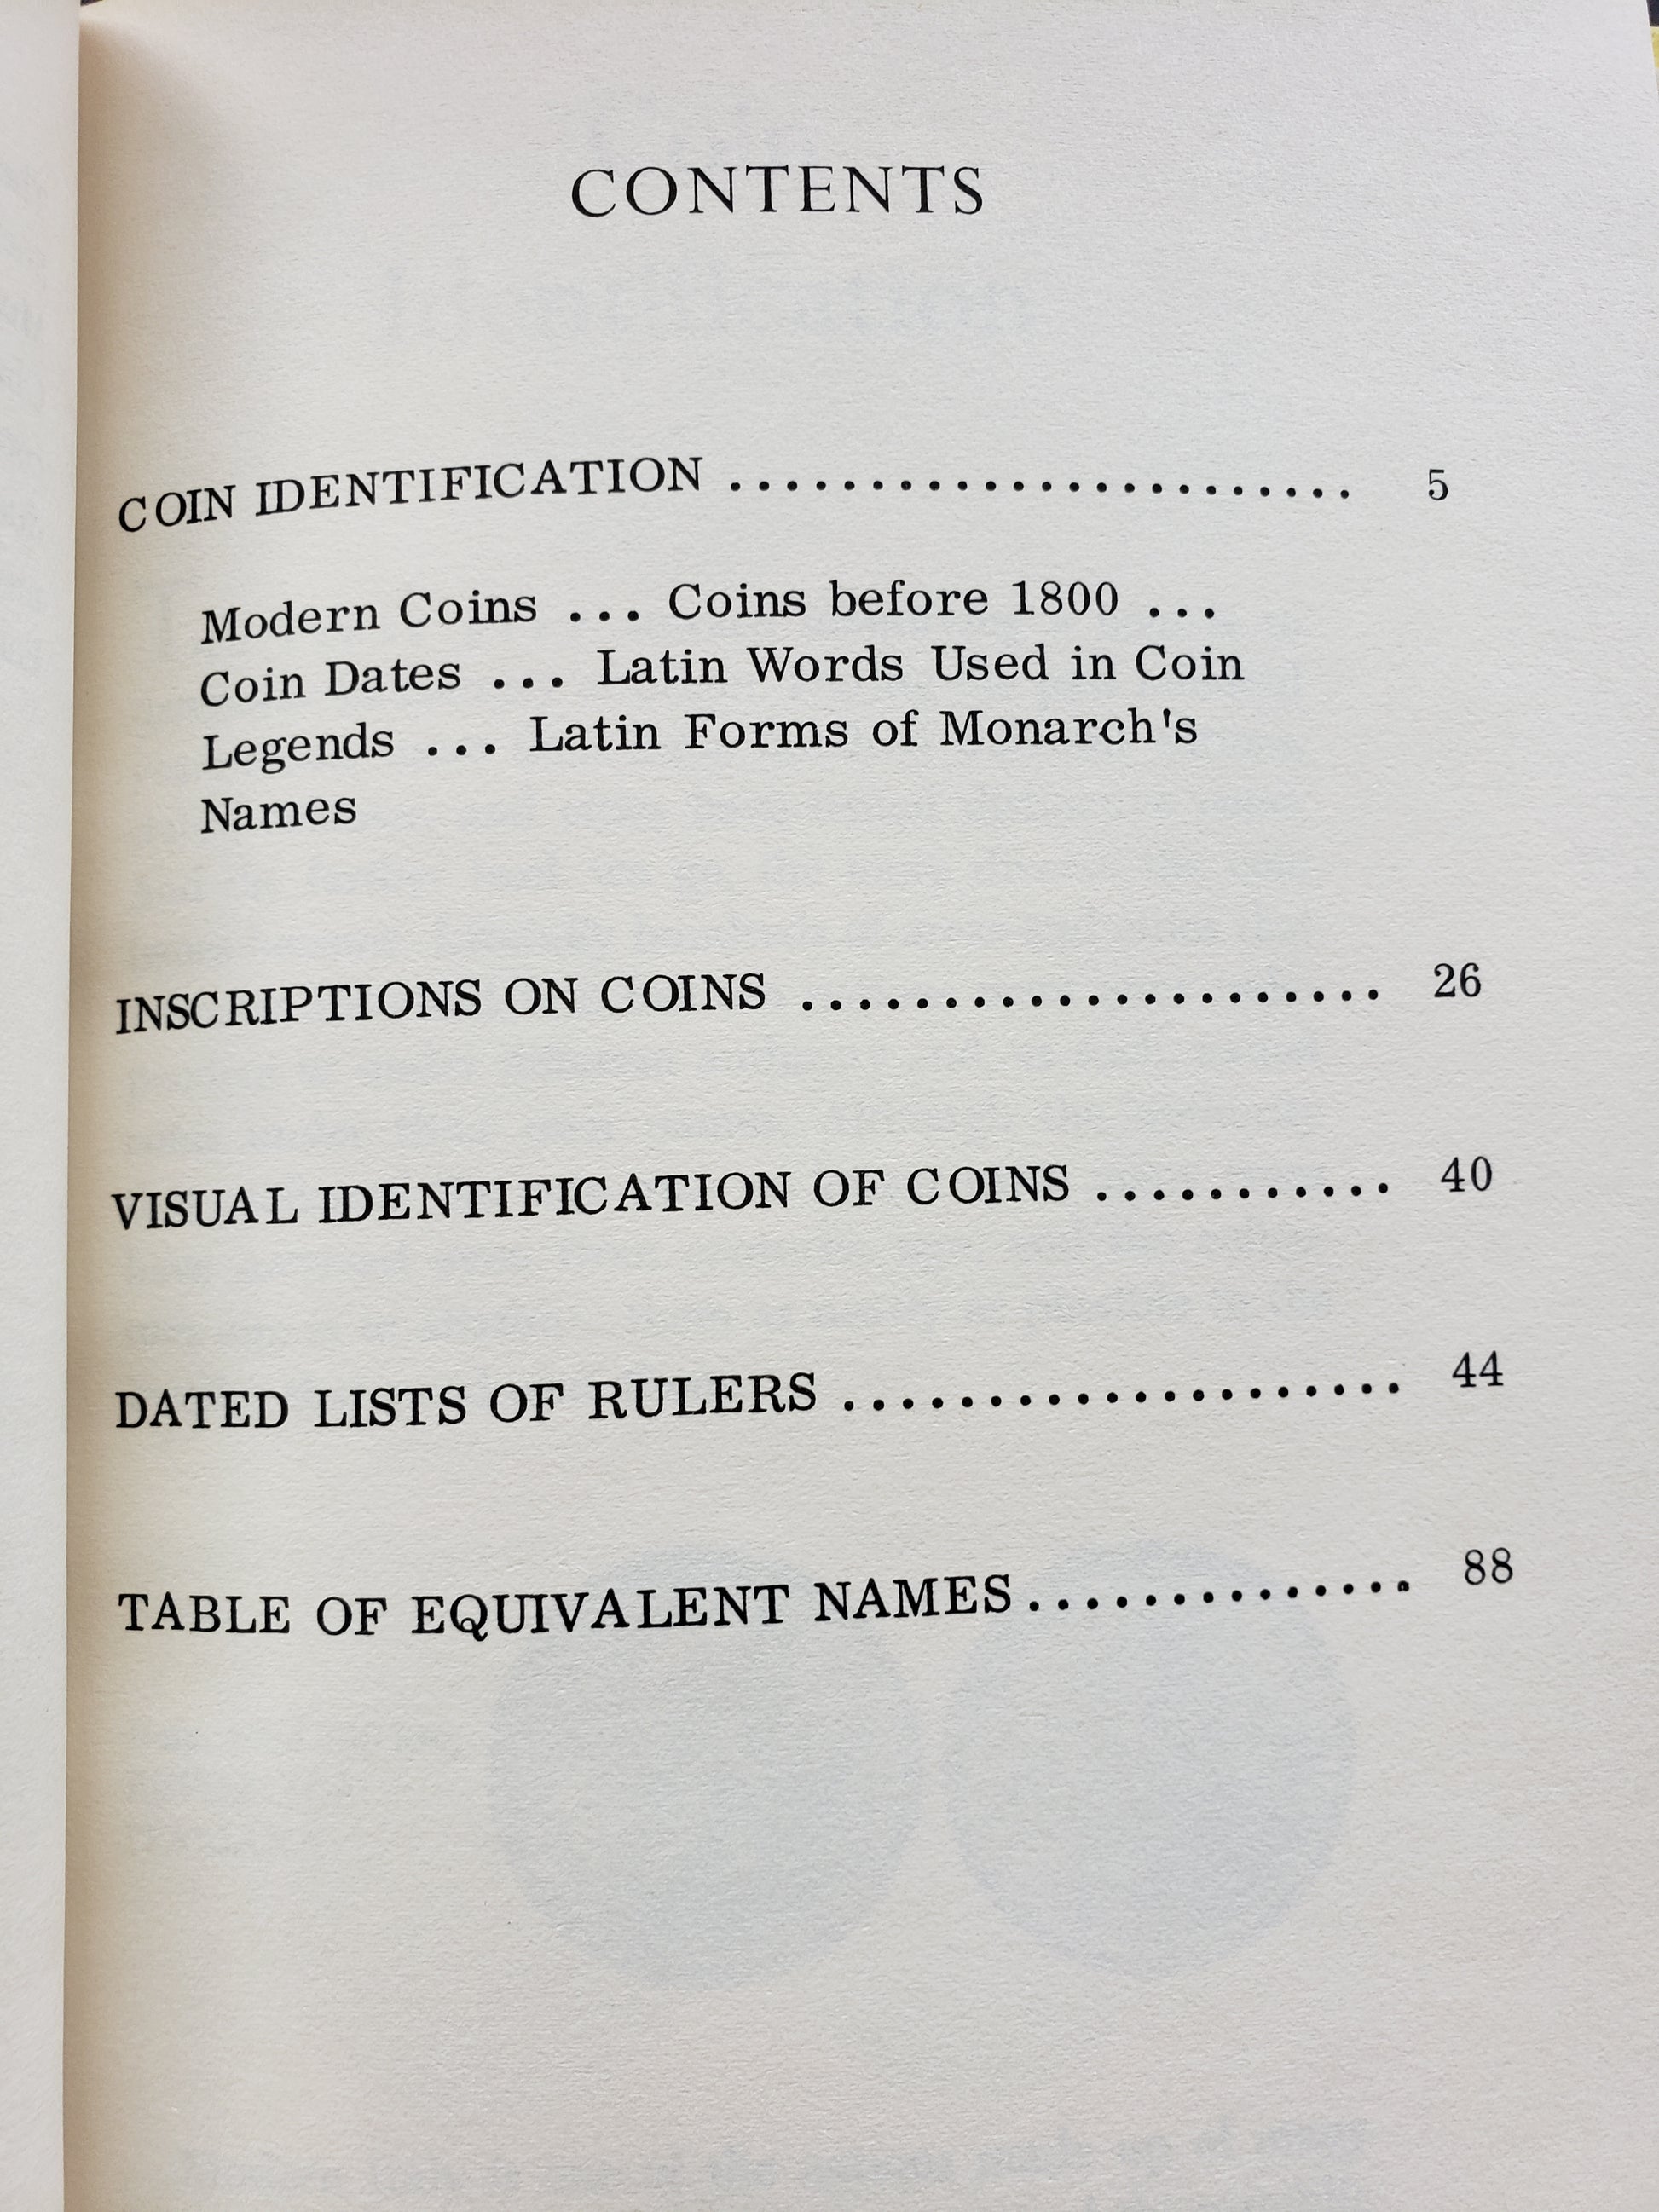 CONTENTS
COIN IDENTIFICATION ...................... 5
Modern Coins ... Coins before 1800 ...
Coin Dates ... Latin Words Used in Coin
Legends ... Latin Forms of Monarch's
Names
INSCRIPTIONS ON COINS ..................... 26
VISUAL IDENTIFICATION OF COINS ........... 40
DATED LISTS OF RULERS .................... 44
TABLE OF EQUIVALENT NAMES.............. 88